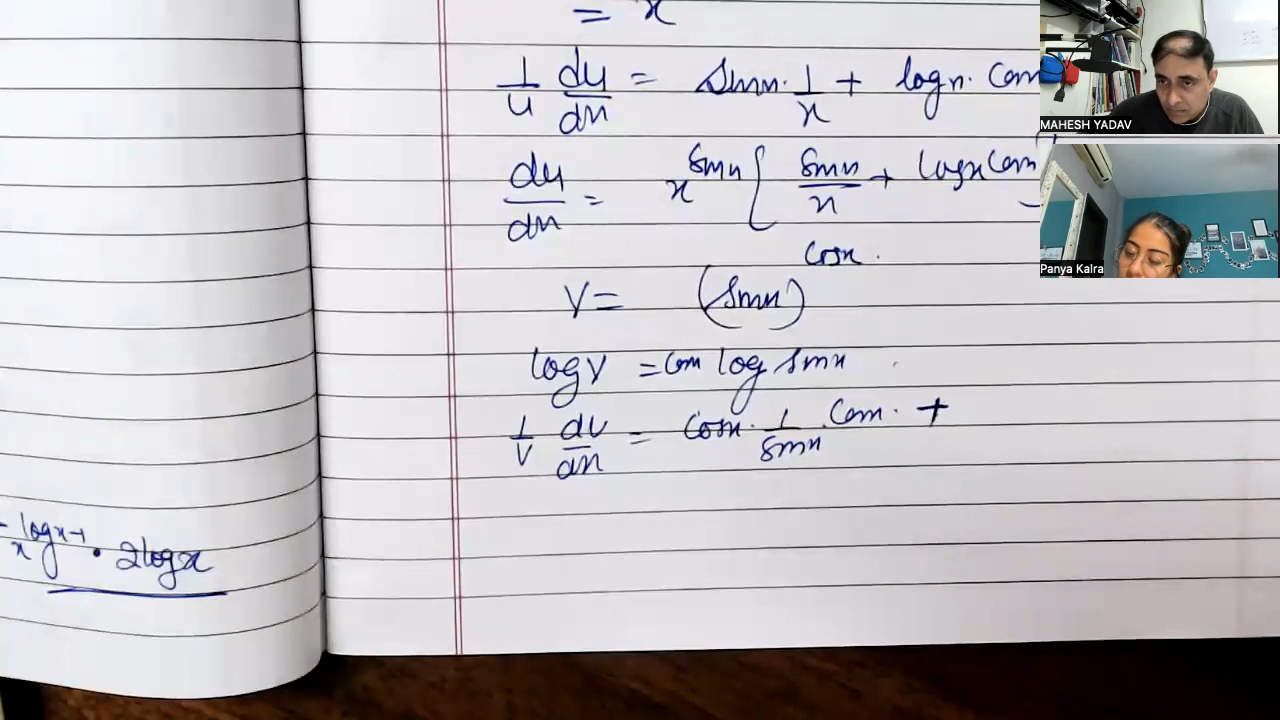 = x
1/u du/dx = sinx. 1/x + logx. cosx
du/dx = x^sinx { sinx/x + logx cosx
v = (sinx)^cosx.
logv = cosx log sinx
1/v dv/dx = cosx. 1/sinx . cosx. +
x^logx-1 . 2logx
MAHESH YADAV
Panya Kalra